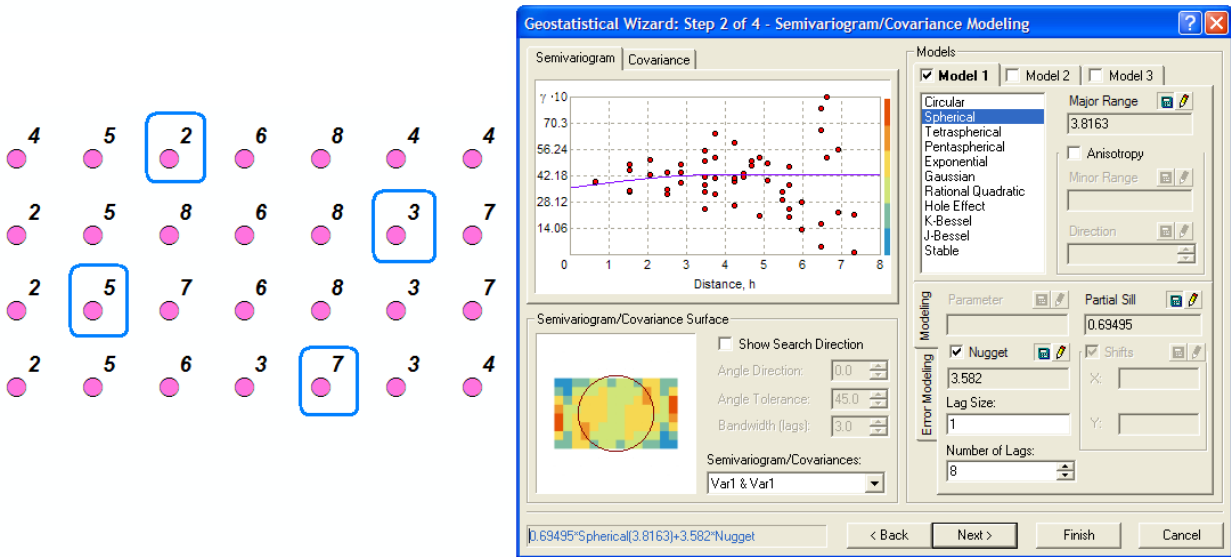 4 5 2 6 8 4 4
2 5 8 6 8 3 7
2 5 7 6 8 3 7
2 5 6 3 7 3 4
Geostatistical Wizard: Step 2 of 4 - Semivariogram/Covariance Modeling
Semivariogram Covariance
γ·10
70.3
56.24
42.18
28.12
14.06
0 1 2 3 4 5 6 7 8
Distance, h
Semivariogram/Covariance Surface
Show Search Direction
Angle Direction: 0.0
Angle Tolerance: 45.0
Bandwidth (lags): 3.0
Semivariogram/Covariances:
Var1 & Var1
Models
Model 1 Model 2 Model 3
Circular
Spherical
Tetraspherical
Pentaspherical
Exponential
Gaussian
Rational Quadratic
Hole Effect
K-Bessel
J-Bessel
Stable
Major Range
3.8163
Anisotropy
Minor Range
Direction
Modeling
Error Modeling
Parameter
Partial Sill
0.69495
Nugget
3.582
Shifts
X:
Y:
Lag Size:
1
Number of Lags:
8
0.69495*Spherical(3.8163)+3.582*Nugget
< Back Next > Finish Cancel